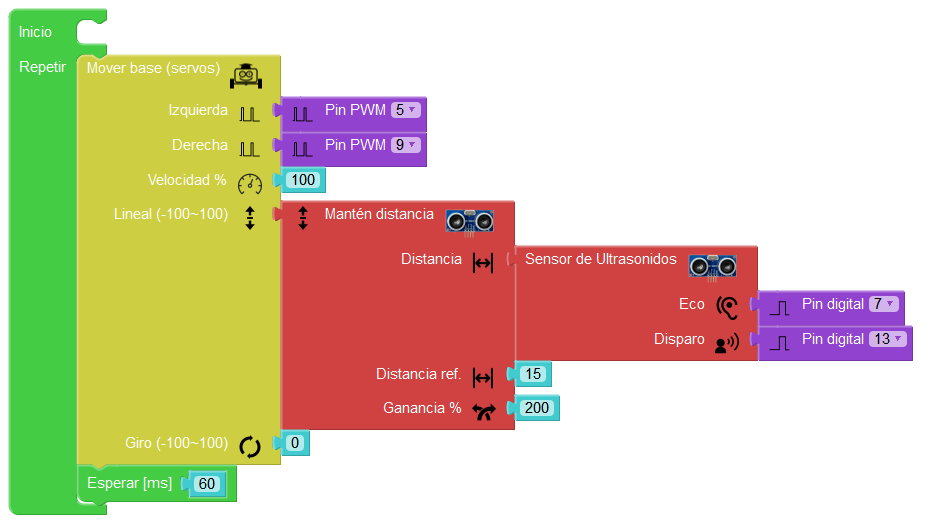 Inicio
Repetir
Mover base (servos)
Izquierda Pin PWM 5
Derecha Pin PWM 9
Velocidad % 100
Lineal (-100~100) Mantén distancia
Distancia Sensor de Ultrasonidos
Eco Pin digital 7
Disparo Pin digital 13
Distancia ref. 15
Ganancia % 200
Giro (-100~100) 0
Esperar [ms] 60